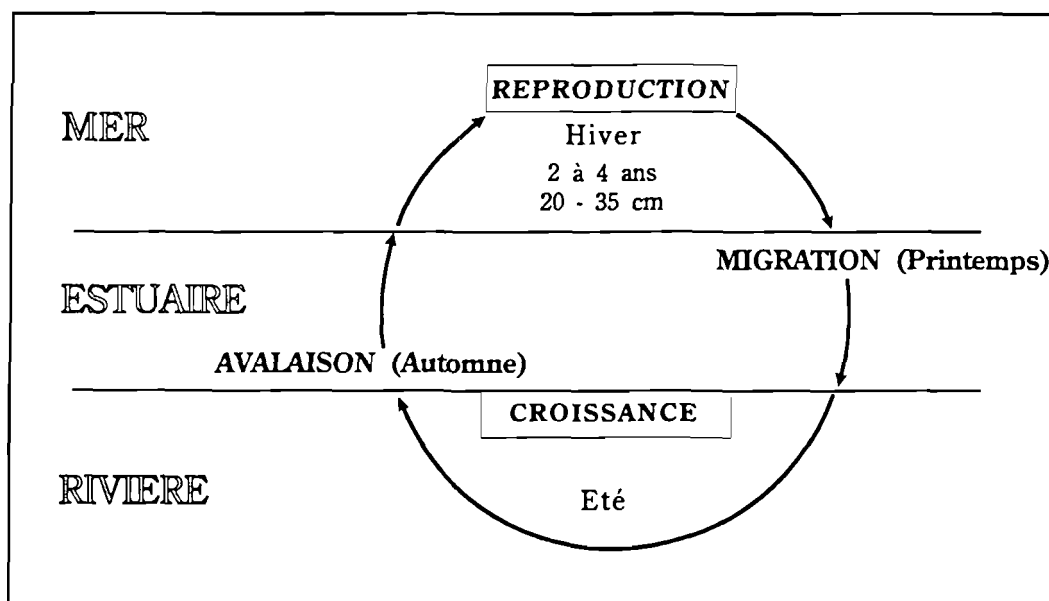 REPRODUCTION
MER
Hiver
2 à 4 ans
20 - 35 cm
MIGRATION (Printemps)
ESTUAIRE
AVALAISON (Automne)
CROISSANCE
RIVIERE
Eté